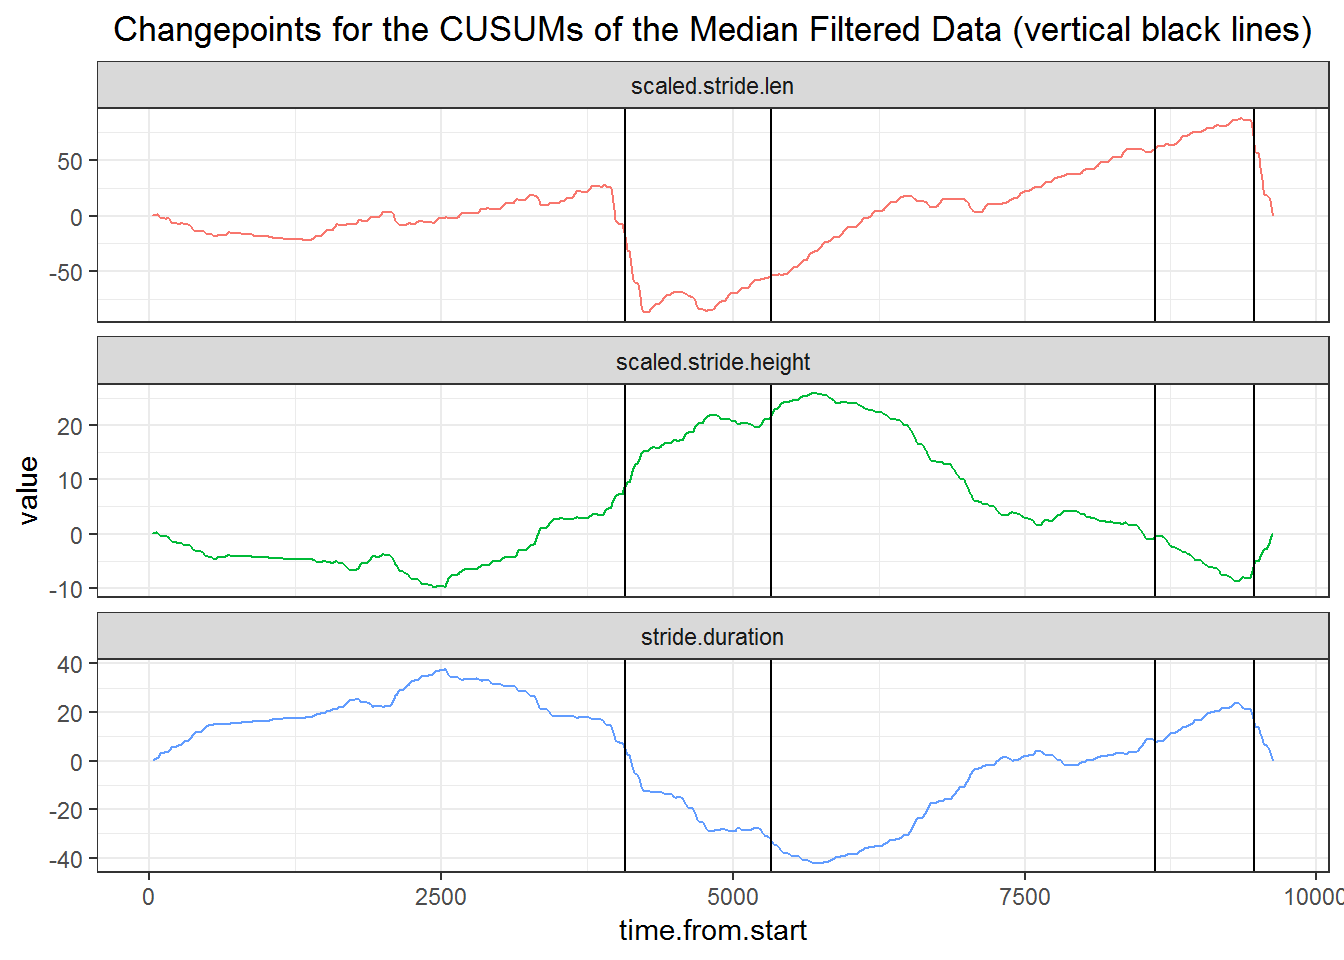 Changepoints for the CUSUMs of the Median Filtered Data (vertical black lines)
scaled.stride.len
50
0
-50
scaled.stride.height
20
10
0
-10
value
stride.duration
40
20
0
-20
-40
0 2500 5000 7500 10000
time.from.start